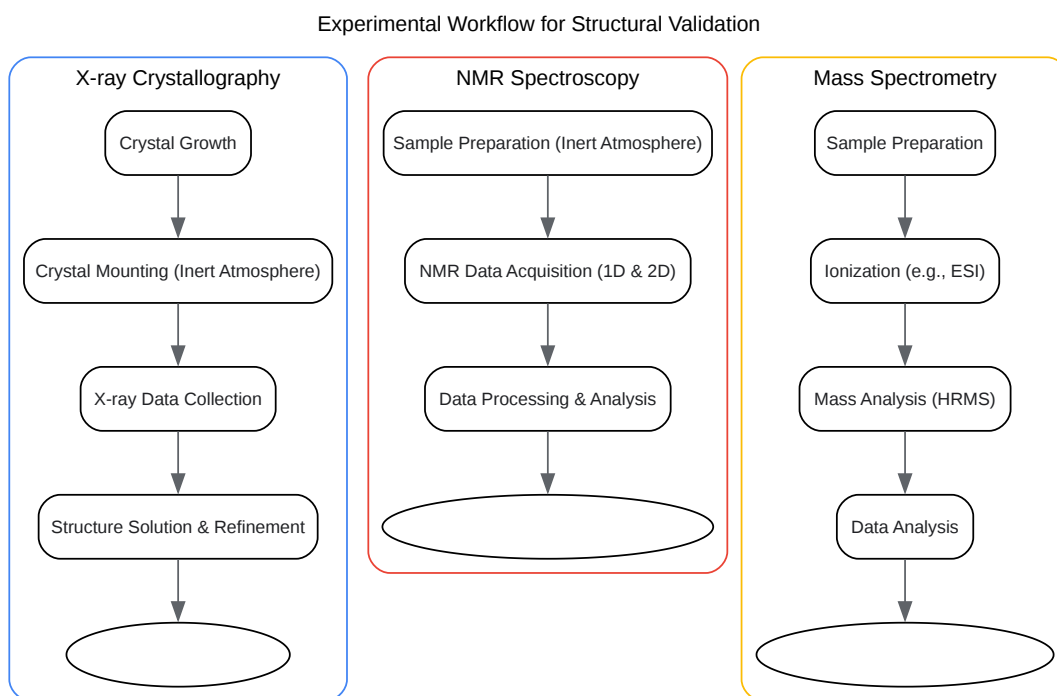 Experimental Workflow for Structural Validation
X-ray Crystallography
Crystal Growth
Crystal Mounting (Inert Atmosphere)
X-ray Data Collection
Structure Solution & Refinement
NMR Spectroscopy
Sample Preparation (Inert Atmosphere)
NMR Data Acquisition (1D & 2D)
Data Processing & Analysis
Mass Spectrometry
Sample Preparation
Ionization (e.g., ESI)
Mass Analysis (HRMS)
Data Analysis